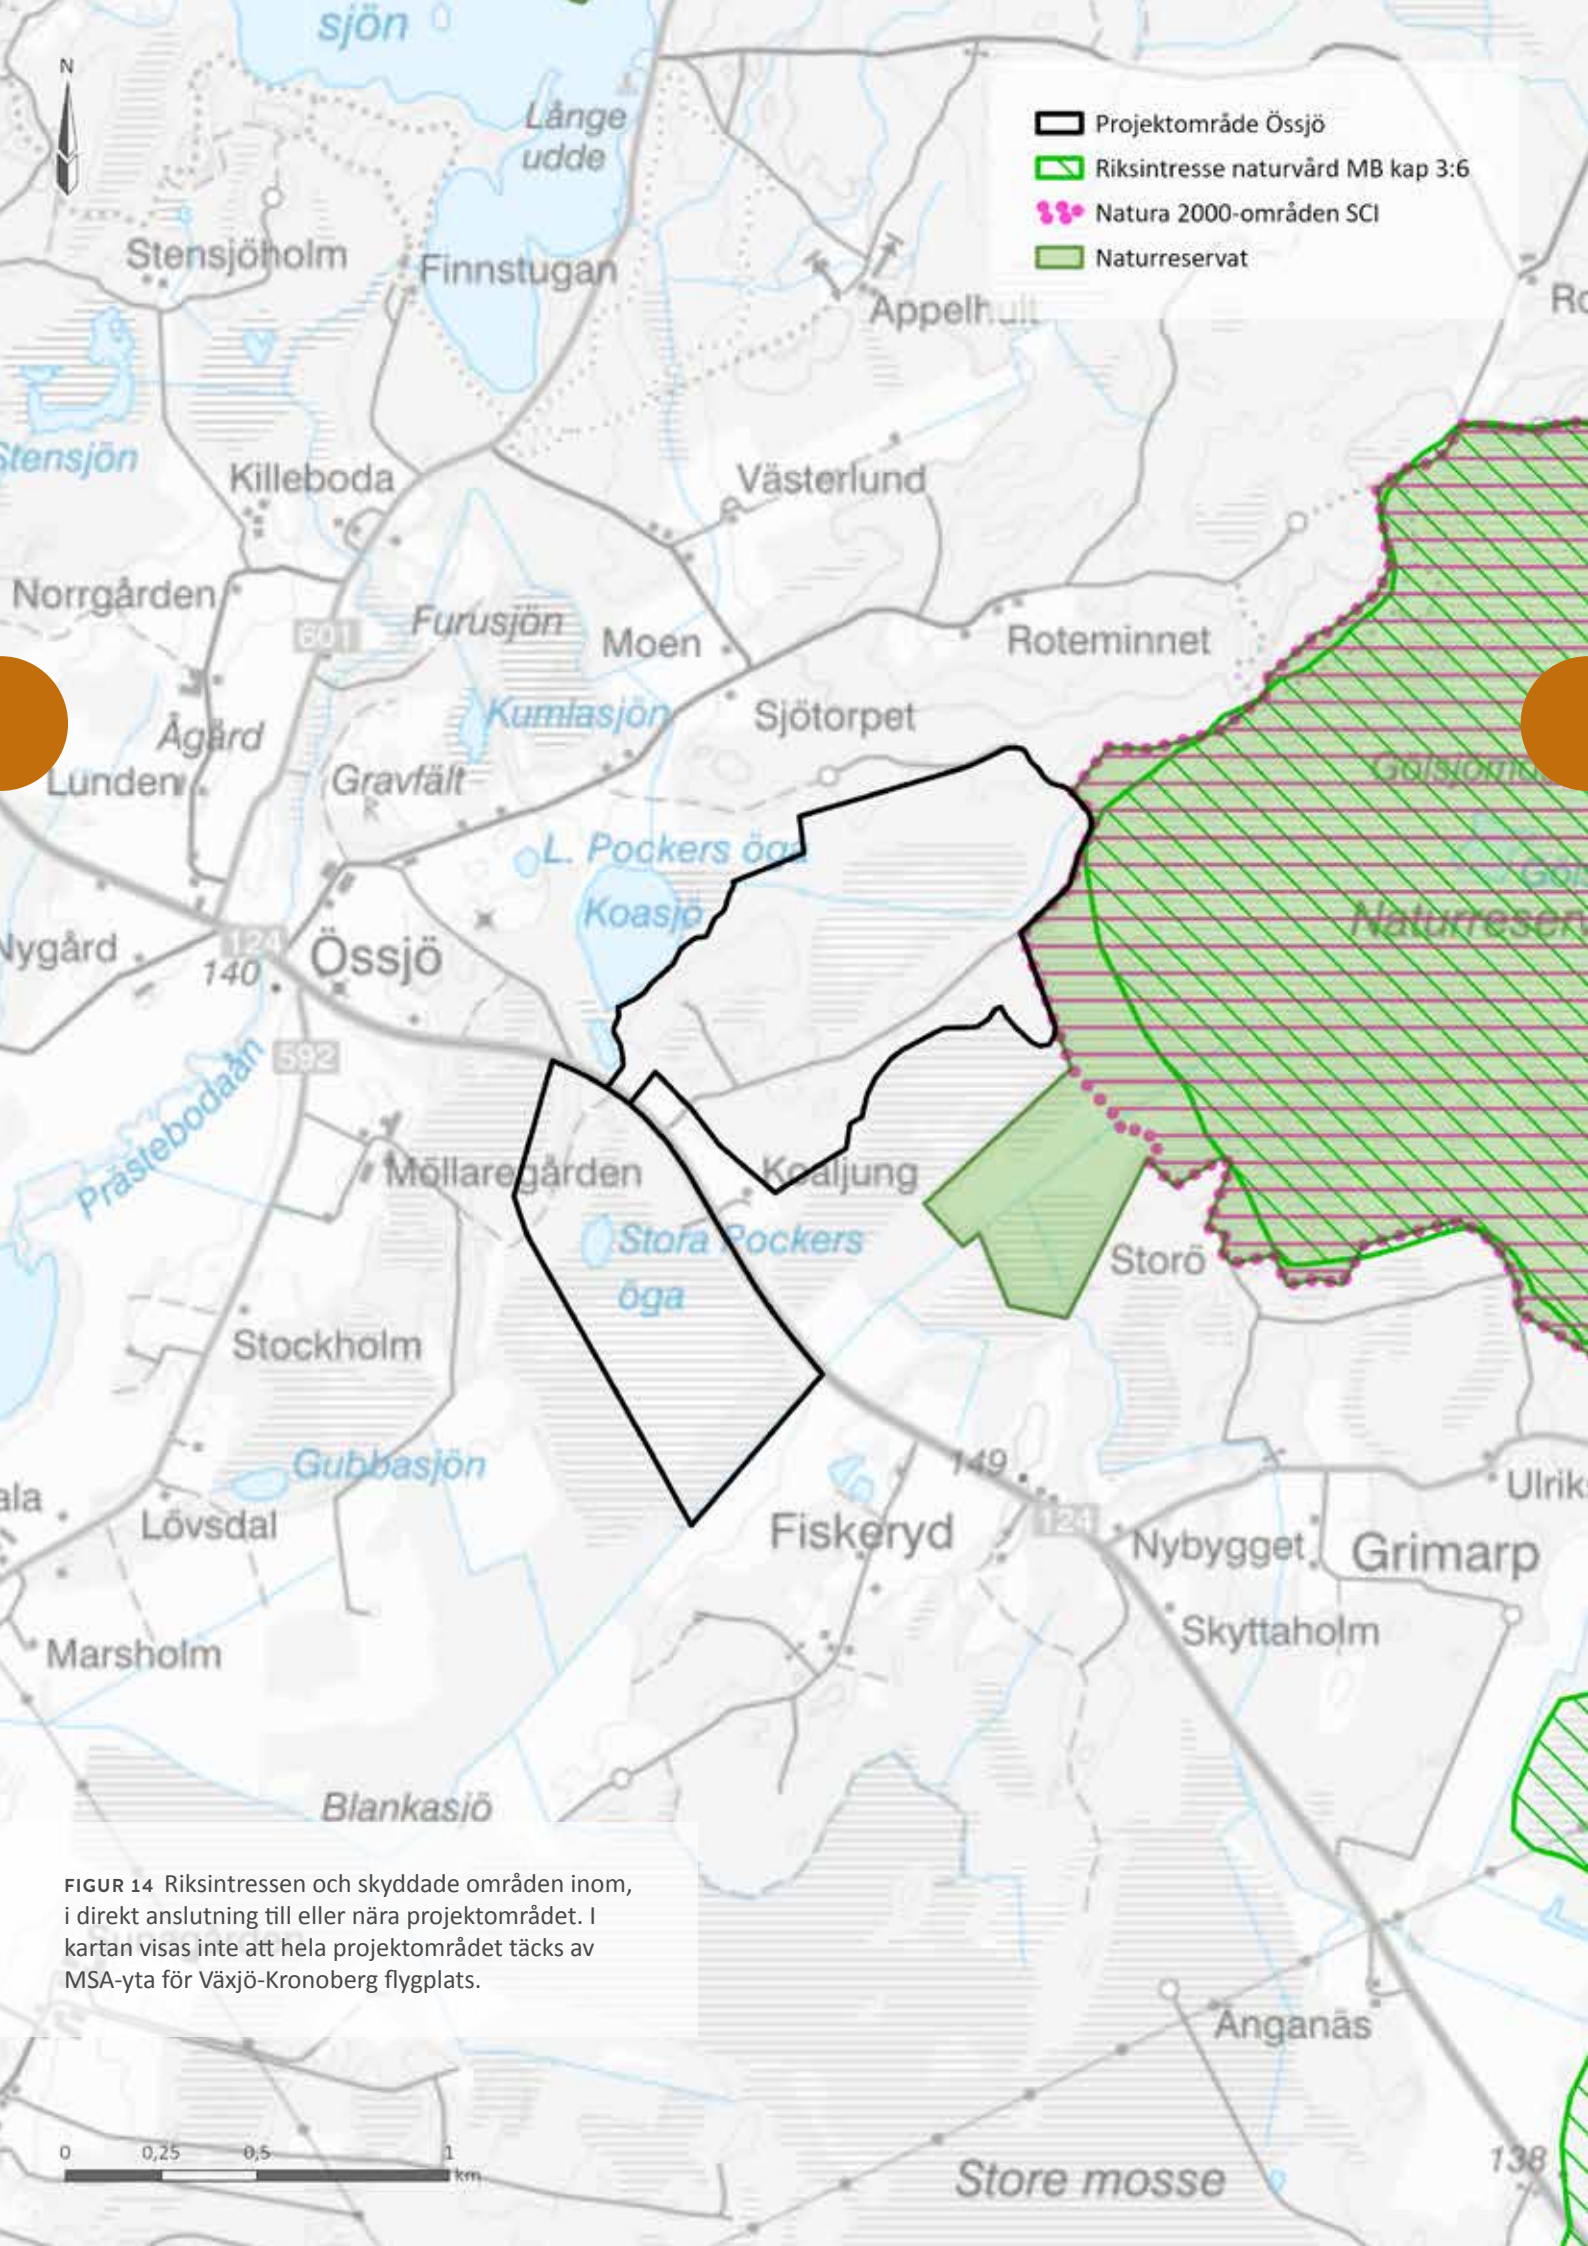 sjön
N
Långe
udde
Projektområde Össjö
Riksintresse naturvård MB kap 3:6
Natura 2000-områden SCI
Naturreservat
Stensjöholm
Finnstugan
Appelhult
Stensjön
Killeboda
Västerlund
Norrgården
601
Furusjön
Moen
Roteminnet
Kumlasjön
Sjötorpet
Ågård
Lunden
Gravfält
L. Pockers öga
Koasjö
Nygård
124
140
Össjö
592
Prästebodaån
Möllaregården
Koaljung
Stora Pockers
öga
Storö
Stockholm
Gubbasjön
149
Lövsdal
Fiskeryd
124
Nybygget
Grimarp
Skyttaholm
Marsholm
Blankasjö
FIGUR 14 Riksintressen och skyddade områden inom,
i direkt anslutning till eller nära projektområdet. I
kartan visas inte att hela projektområdet täcks av
MSA-yta för Växjö-Kronoberg flygplats.
Änganäs
0 0,25 0,5 1
km
Store mosse
138